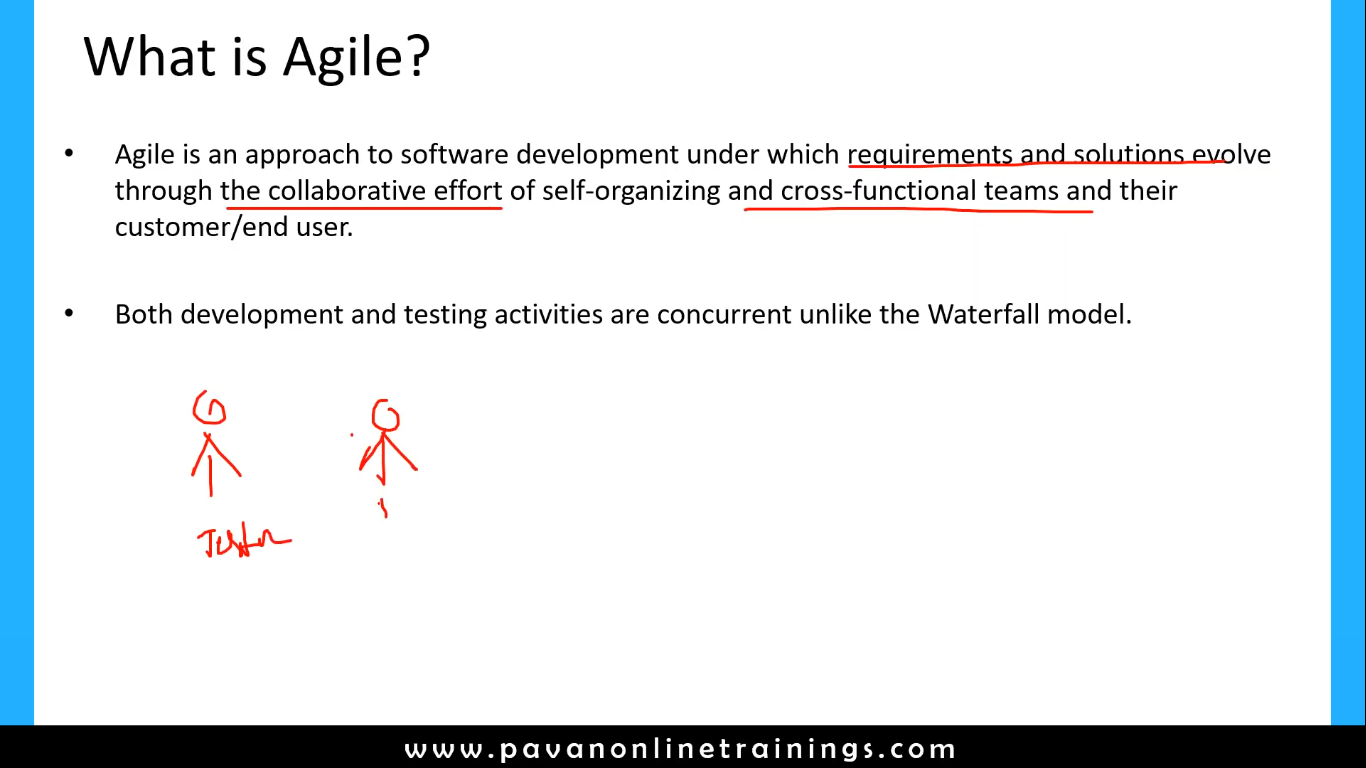 What is Agile?
• Agile is an approach to software development under which requirements and solutions evolve
through the collaborative effort of self-organizing and cross-functional teams and their
customer/end user.
• Both development and testing activities are concurrent unlike the Waterfall model.
Tester
www.pavanonlinetrainings.com